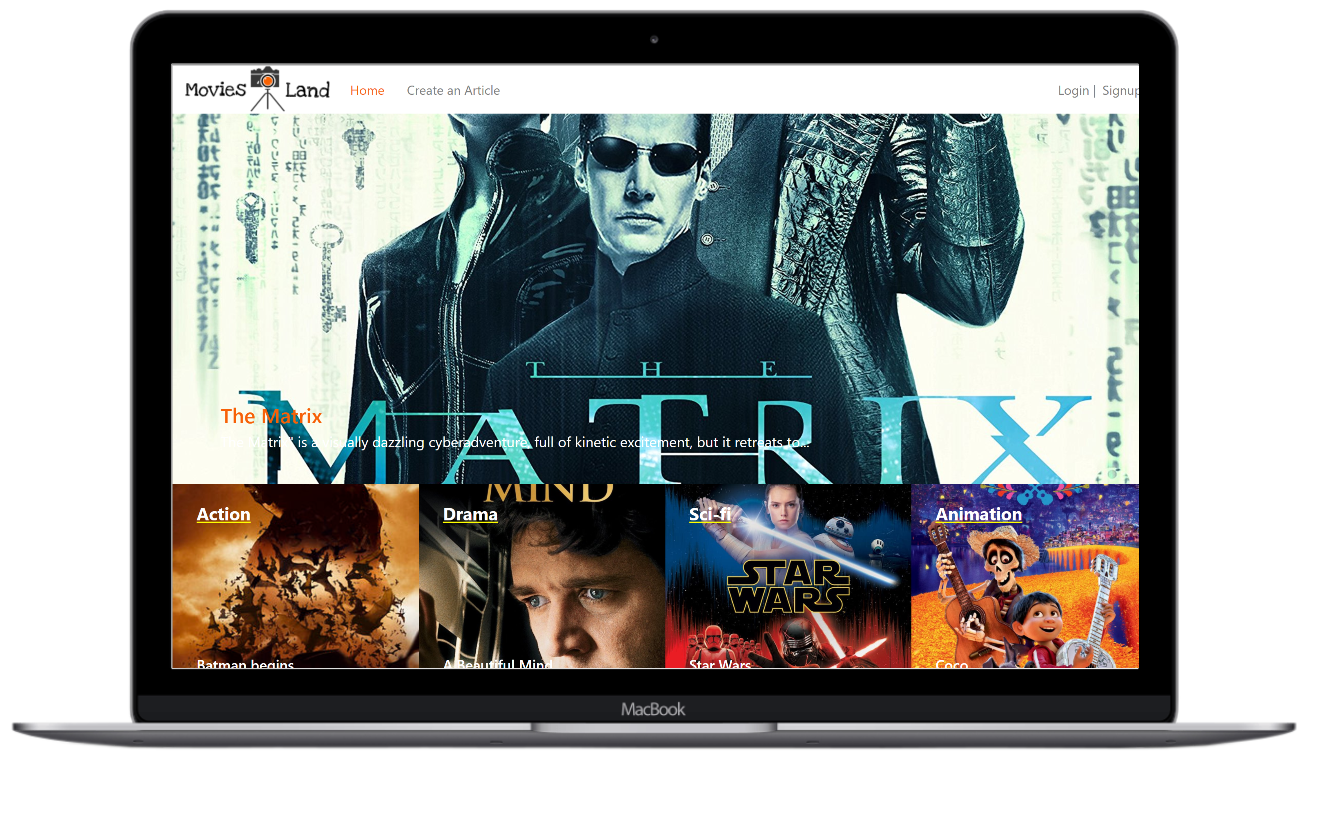 Movies Land
Home
Create an Article
Login |
Signup
THE
MATRIX
The Matrix
is a visually dazzling cyberadventure, full of kinetic excitement, but it retreats to...
MIND
Action
Drama
Sci-fi
Animation
STAR
WARS
Batman begins
A Beautiful Mind
Star Wars
Coco
MacBook